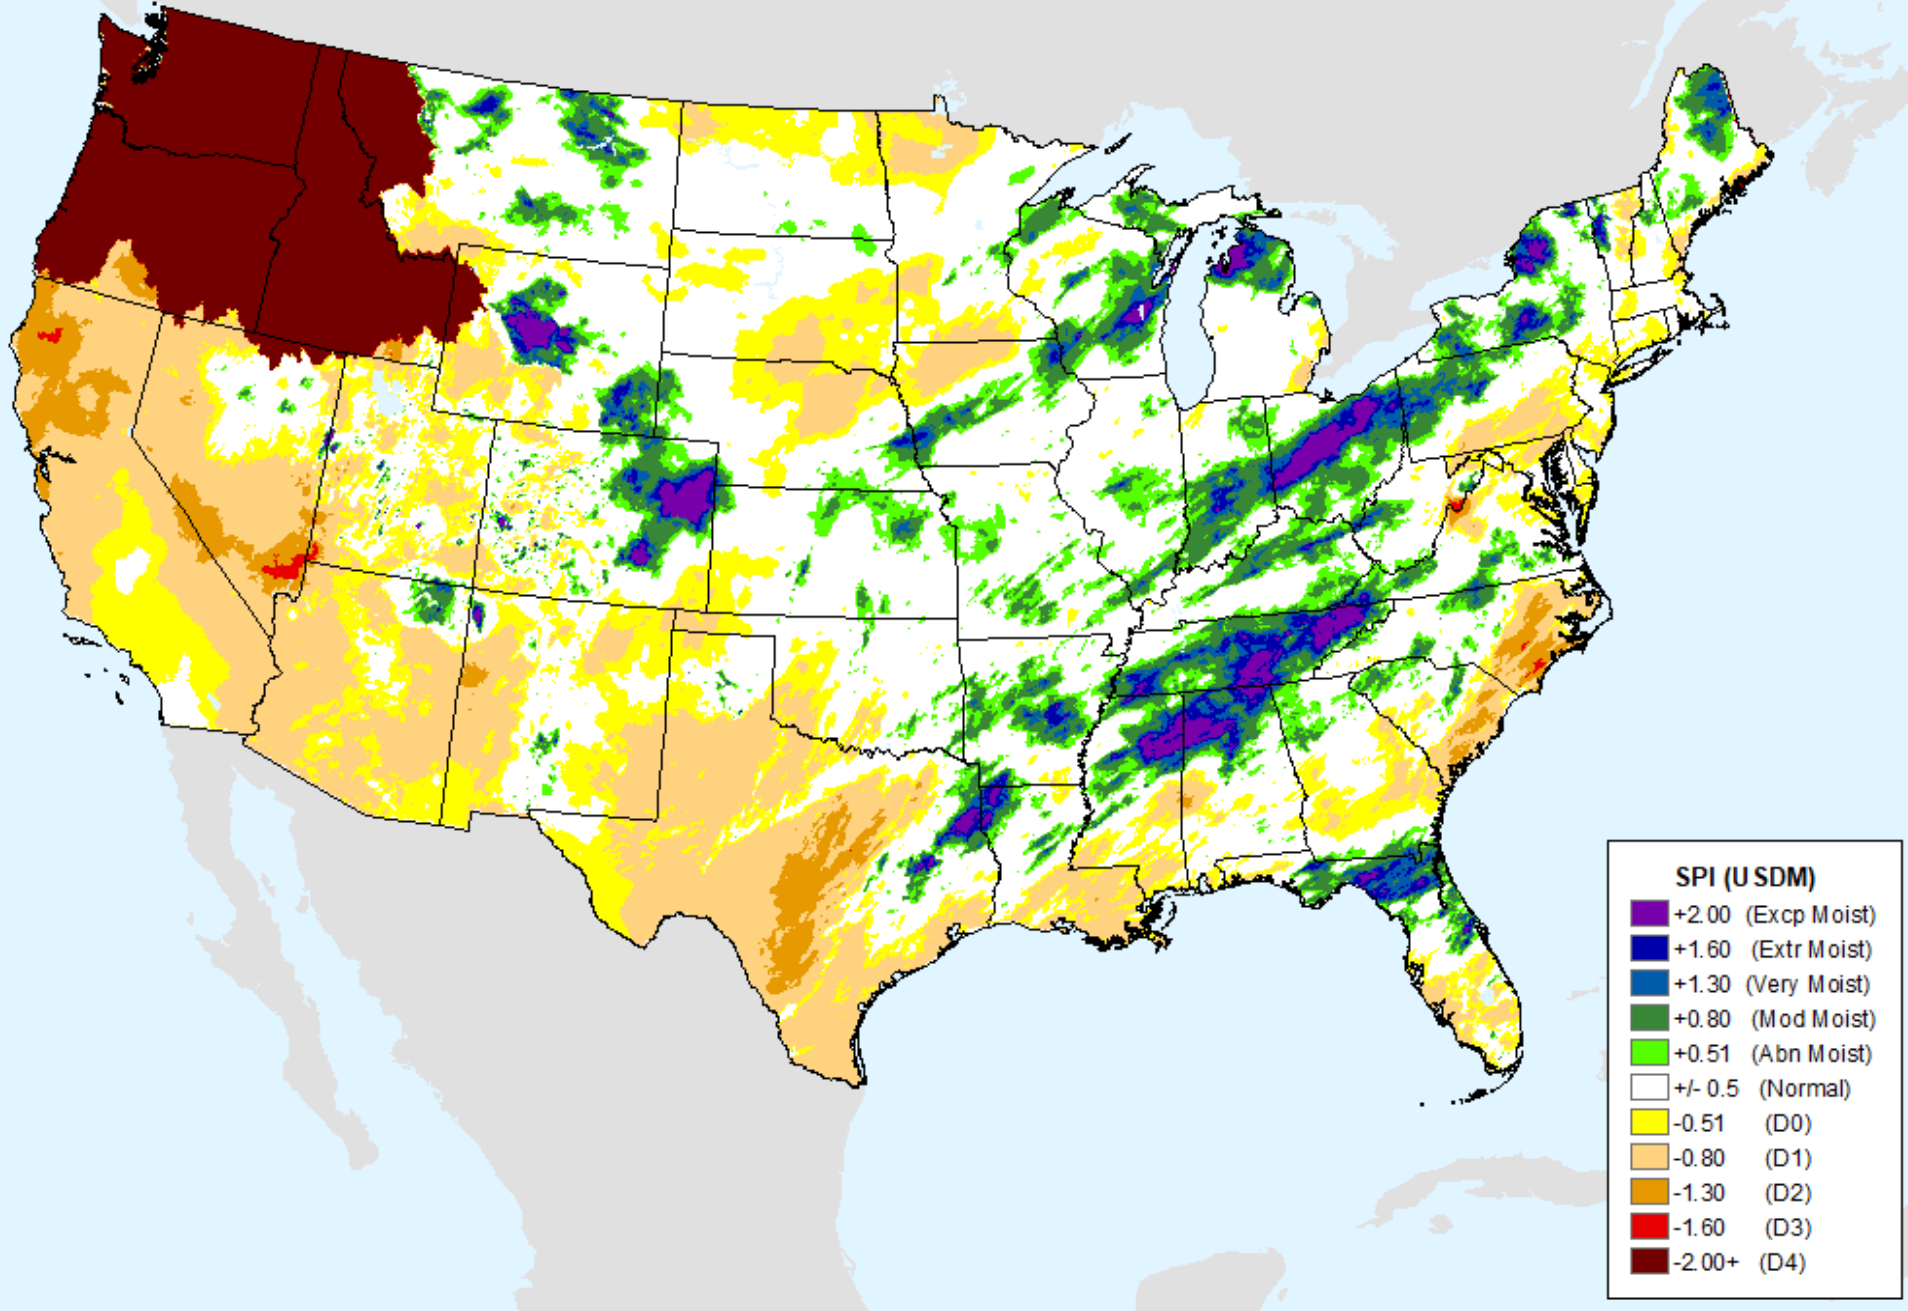 SPI (USDM)
+2.00 (Excp Moist)
+1.60 (Extr Moist)
+1.30 (Very Moist)
+0.80 (Mod Moist)
+0.51 (Abn Moist)
+/- 0.5 (Normal)
-0.51 (D0)
-0.80 (D1)
-1.30 (D2)
-1.60 (D3)
-2.00+ (D4)